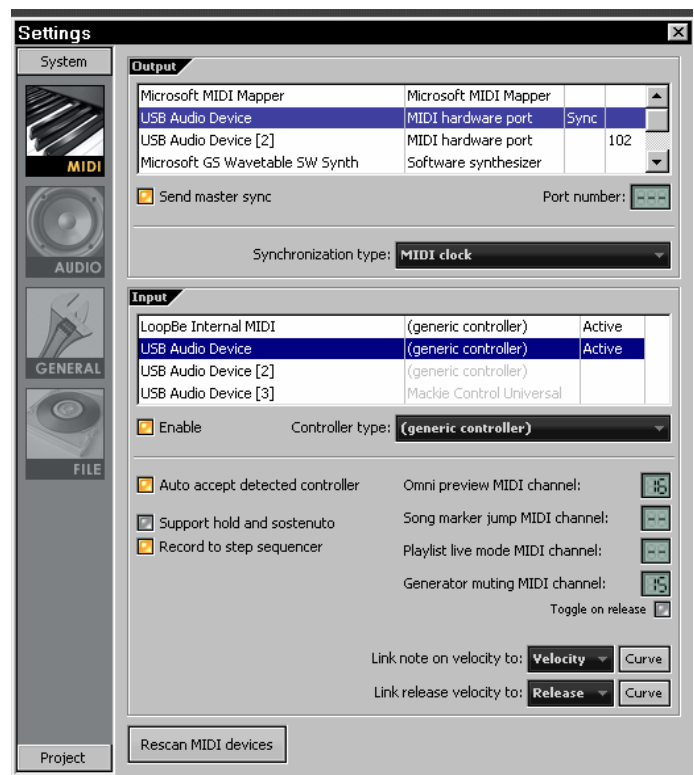 Settings
System
MIDI
AUDIO
GENERAL
FILE
Project
Output
Microsoft MIDI Mapper Microsoft MIDI Mapper
USB Audio Device MIDI hardware port Sync
USB Audio Device [2] MIDI hardware port 102
Microsoft GS Wavetable SW Synth Software synthesizer
Send master sync Port number: ---
Synchronization type: MIDI clock
Input
LoopBe Internal MIDI (generic controller) Active
USB Audio Device (generic controller) Active
USB Audio Device [2] (generic controller)
USB Audio Device [3] Mackie Control Universal
Enable Controller type: (generic controller)
Auto accept detected controller Omni preview MIDI channel: 16
Support hold and sostenuto Song marker jump MIDI channel: --
Record to step sequencer Playlist live mode MIDI channel: --
Generator muting MIDI channel: 15
Toggle on release
Link note on velocity to: Velocity Curve
Link release velocity to: Release Curve
Rescan MIDI devices